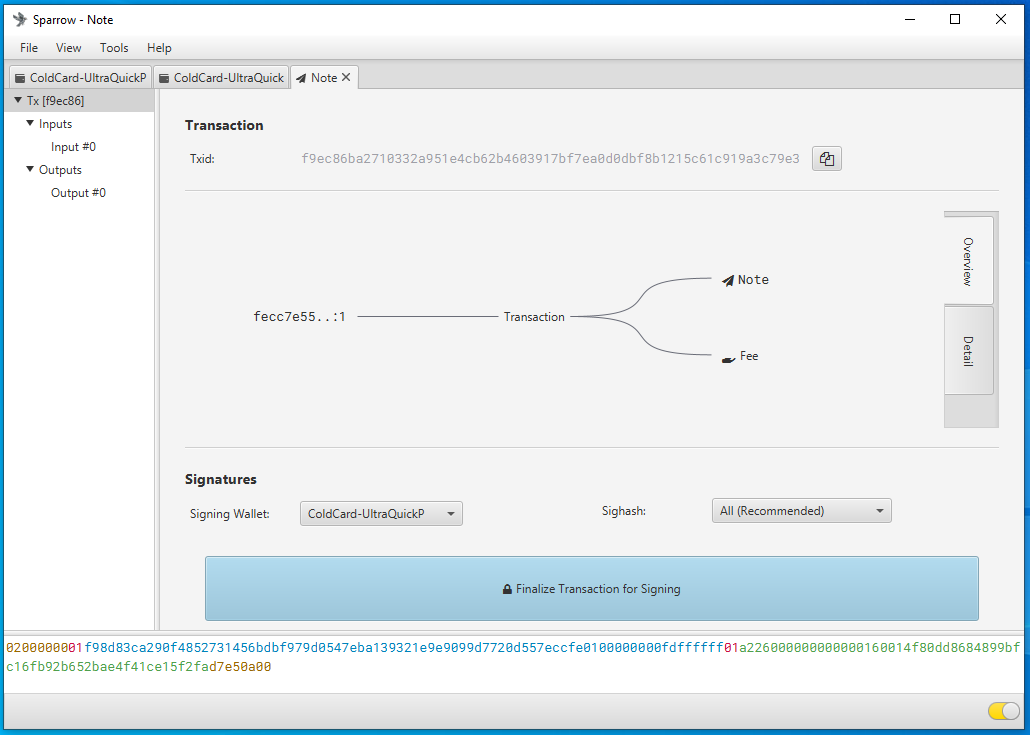 Sparrow - Note
File View Tools Help
ColdCard-UltraQuickP ColdCard-UltraQuick Note
Tx [f9ec86]
Inputs
Input #0
Outputs
Output #0
Transaction
Txid: f9ec86ba2710332a951e4cb62b4603917bf7ea0d0dbf8b1215c61c919a3c79e3
Overview
Detail
fecc7e55..:1
Transaction
Note
Fee
Signatures
Signing Wallet: ColdCard-UltraQuickP Sighash: All (Recommended)
Finalize Transaction for Signing
0200000001f98d83ca290f4852731456bdbf979d0547eba139321e9e9099d7720d557eccfe0100000000fdffffff01a226000000000000160014f80dd8684899bf
c16fb92b652bae4f41ce15f2fad7e50a00